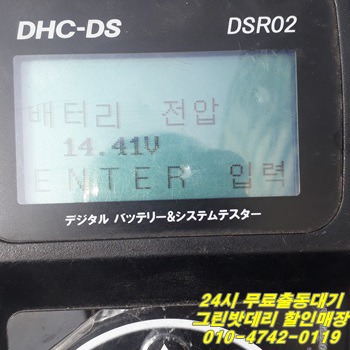 DHC-DS DSR02
배터리 전압
14.41V
ENTER 입력
デジタル バッテリー&システムテスター
24시 무료출동대기
그린밧데리 할인매장
010-4742-0119